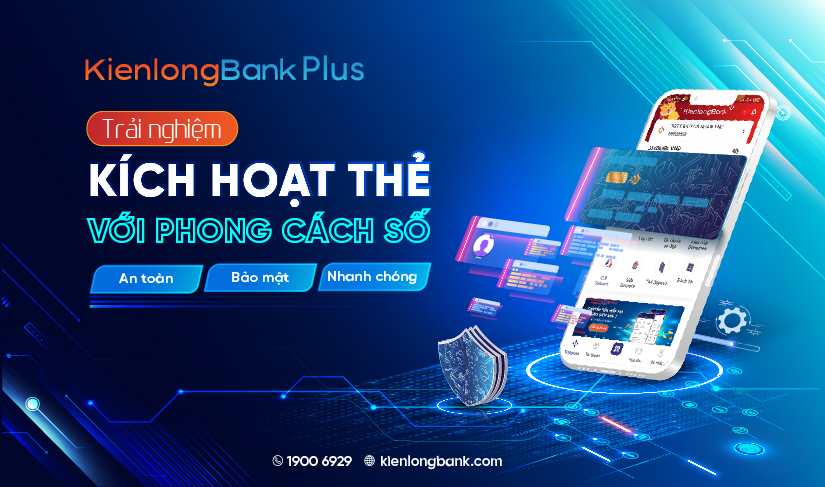 KienlongBank Plus
Trải nghiệm
KÍCH HOẠT THẺ
VỚI PHONG CÁCH SỐ
An toàn
Bảo mật
Nhanh chóng
KienlongBank
1900 6929
kienlongbank.com